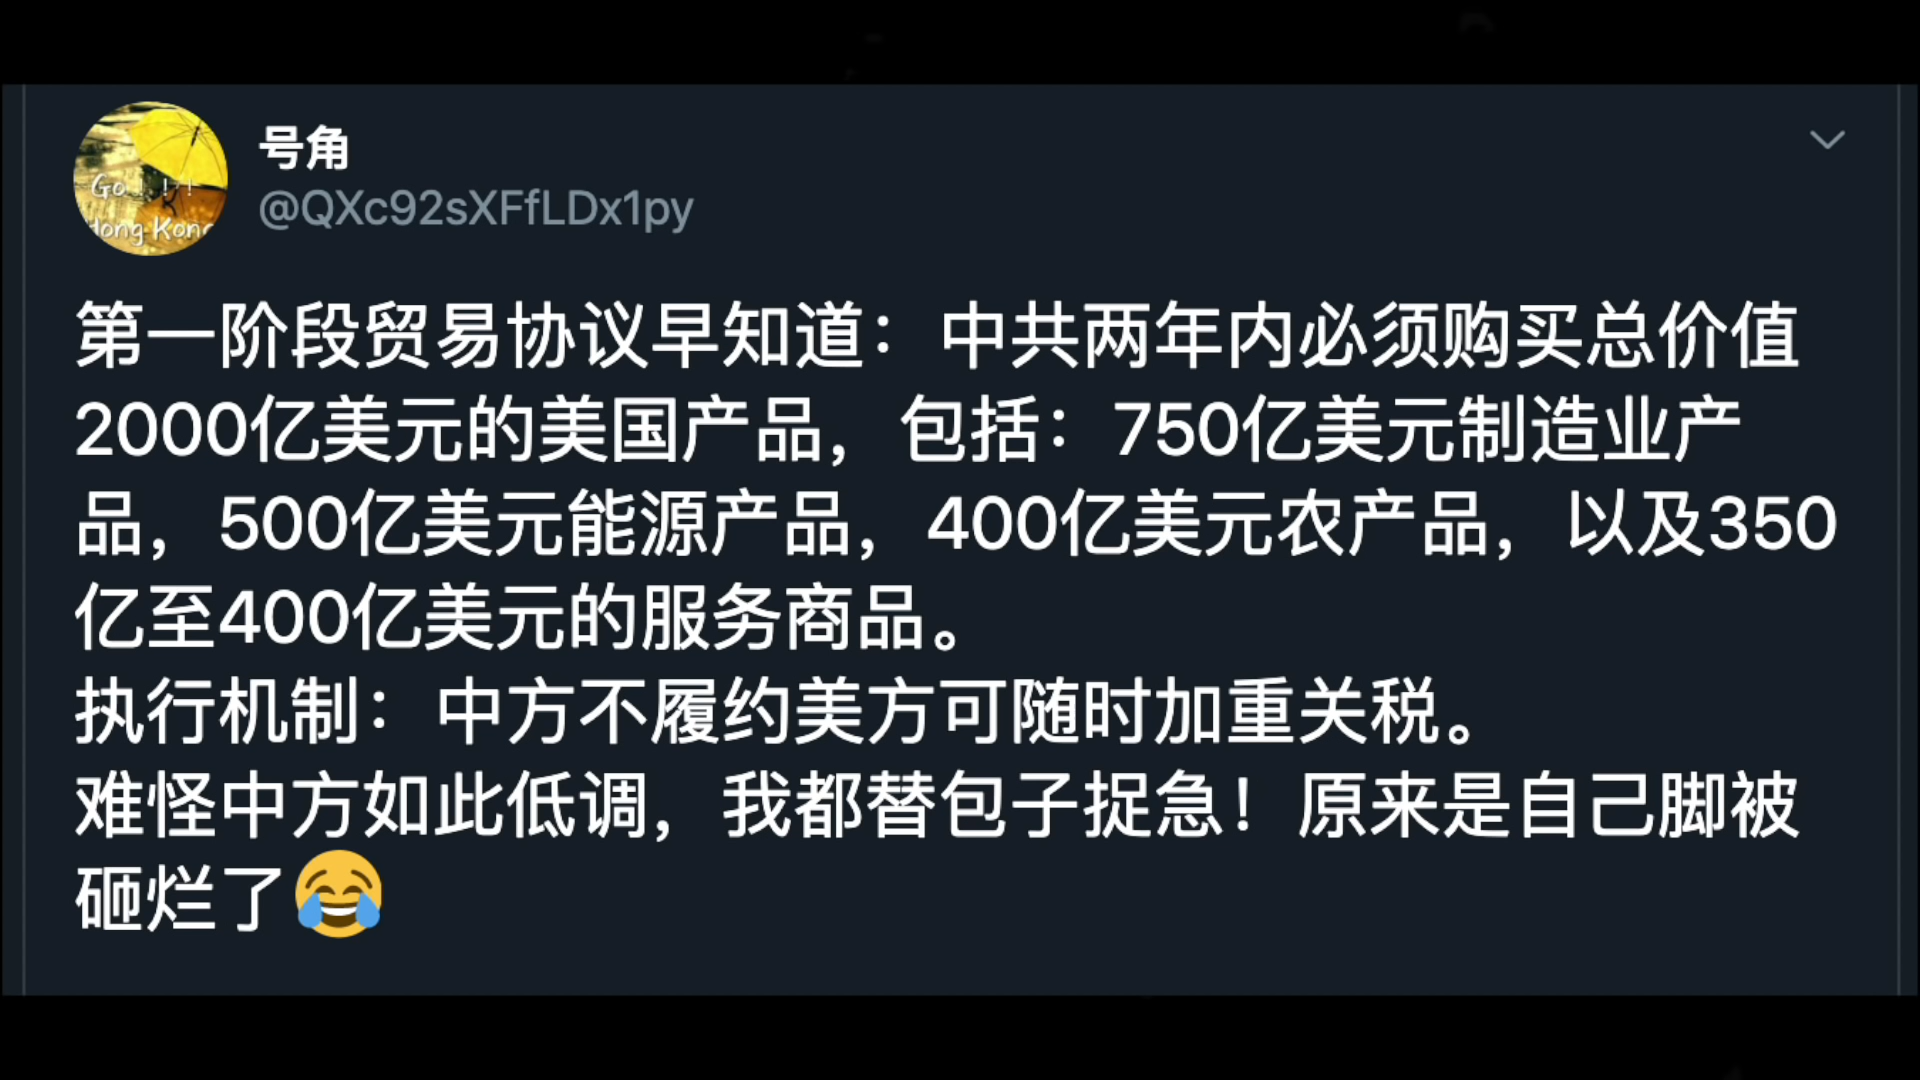 Go ! ! !
Hong Kong
号角
@QXc92sXFfLDx1py
第一阶段贸易协议早知道：中共两年内必须购买总价值
2000亿美元的美国产品，包括：750亿美元制造业产
品，500亿美元能源产品，400亿美元农产品，以及350
亿至400亿美元的服务商品。
执行机制：中方不履约美方可随时加重关税。
难怪中方如此低调，我都替包子捉急！原来是自己脚被
砸烂了😂